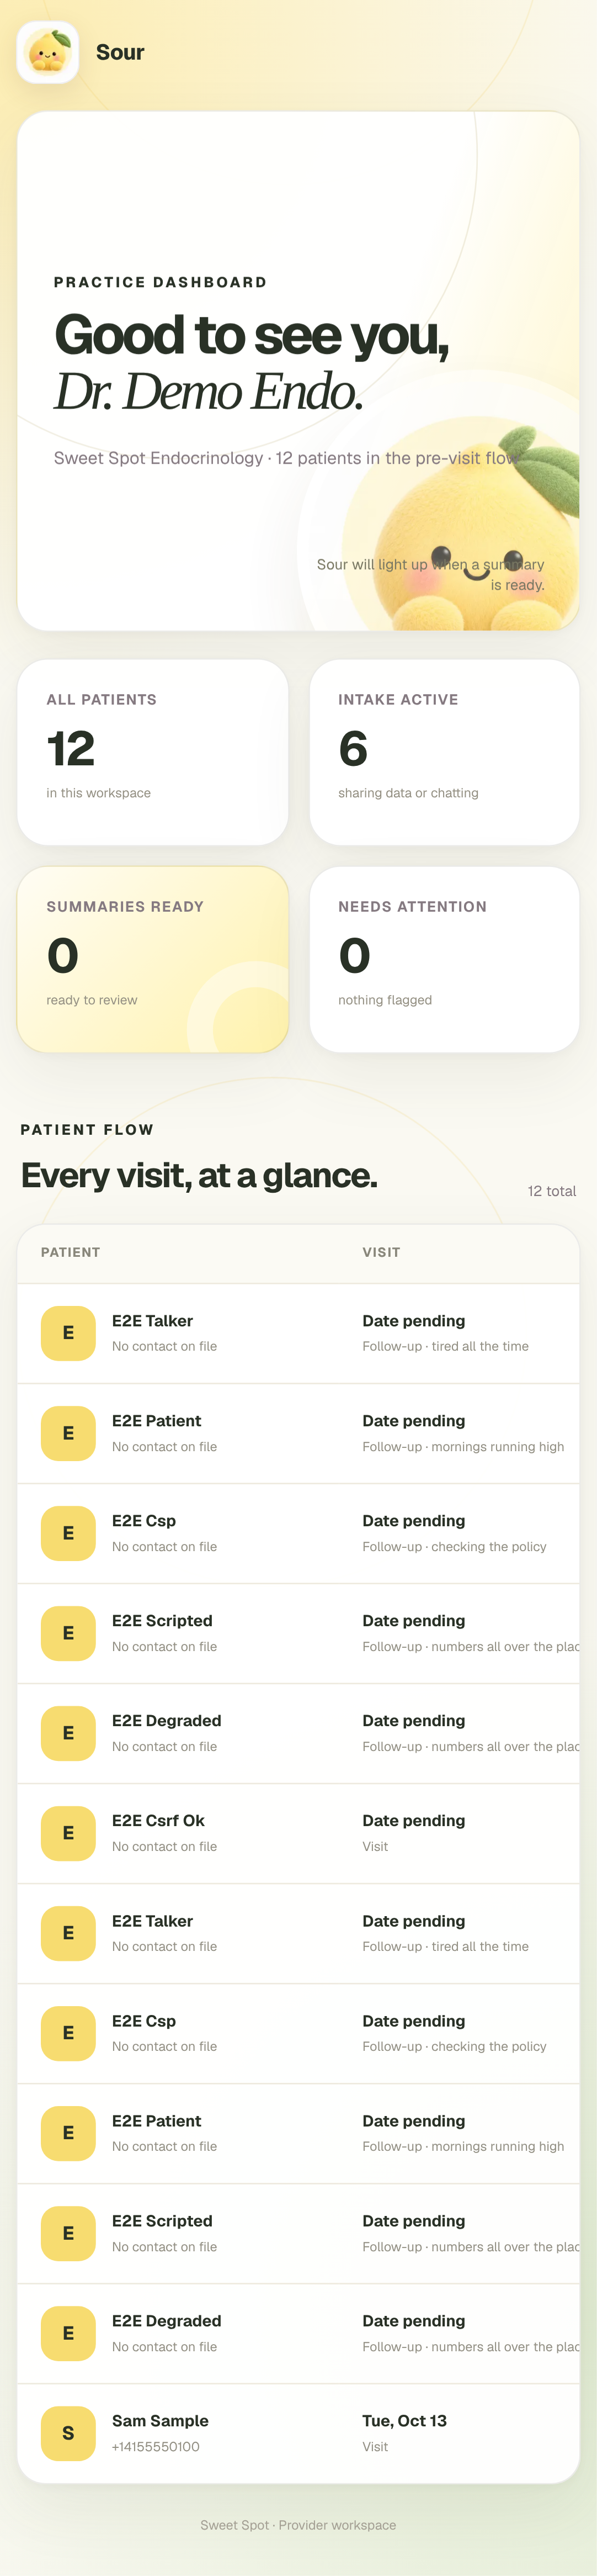 Sour
PRACTICE DASHBOARD
Good to see you,
Dr. Demo Endo.
Sweet Spot Endocrinology · 12 patients in the pre-visit flow
Sour will light up when a summary
is ready.
ALL PATIENTS
12
in this workspace
INTAKE ACTIVE
6
sharing data or chatting
SUMMARIES READY
0
ready to review
NEEDS ATTENTION
0
nothing flagged
PATIENT FLOW
Every visit, at a glance.
12 total
PATIENT VISIT
E
E2E Talker
No contact on file
Date pending
Follow-up · tired all the time
E
E2E Patient
No contact on file
Date pending
Follow-up · mornings running high
E
E2E Csp
No contact on file
Date pending
Follow-up · checking the policy
E
E2E Scripted
No contact on file
Date pending
Follow-up · numbers all over the plac
E
E2E Degraded
No contact on file
Date pending
Follow-up · numbers all over the plac
E
E2E Csrf Ok
No contact on file
Date pending
Visit
E
E2E Talker
No contact on file
Date pending
Follow-up · tired all the time
E
E2E Csp
No contact on file
Date pending
Follow-up · checking the policy
E
E2E Patient
No contact on file
Date pending
Follow-up · mornings running high
E
E2E Scripted
No contact on file
Date pending
Follow-up · numbers all over the plac
E
E2E Degraded
No contact on file
Date pending
Follow-up · numbers all over the plac
S
Sam Sample
+14155550100
Tue, Oct 13
Visit
Sweet Spot · Provider workspace